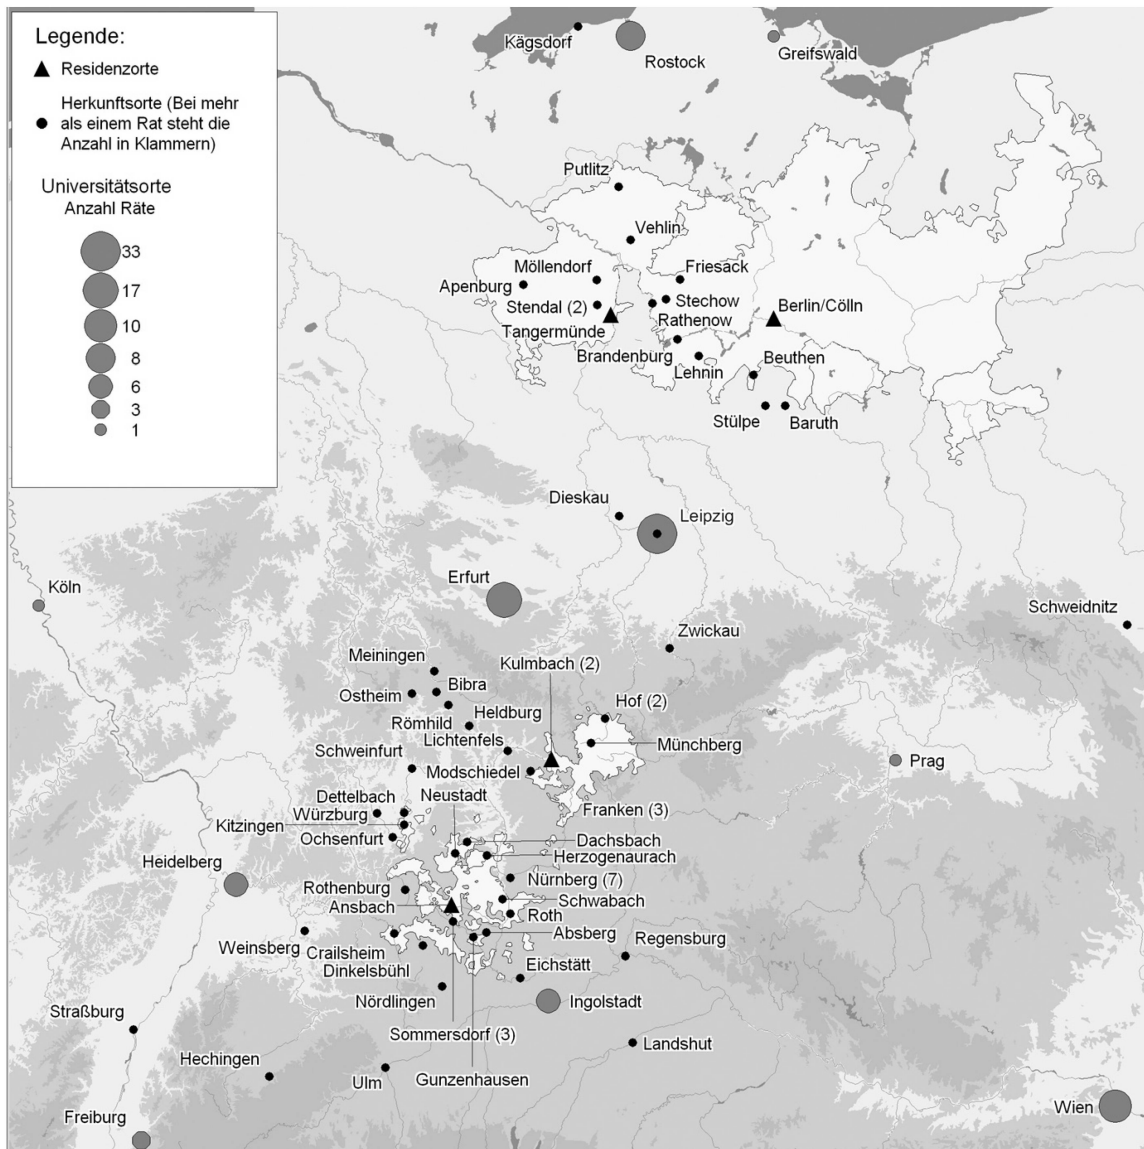 Legende:
Residenzorte
Herkunftsorte (Bei mehr
als einem Rat steht die
Anzahl in Klammern)
Universitätsorte
Anzahl Räte
33
17
10
8
6
3
1
Kägsdorf
Rostock
Greifswald
Putlitz
Vehlin
Möllendorf
Friesack
Apenburg
Stendal (2)
Stechow
Rathenow
Berlin/Cölln
Tangermünde
Brandenburg
Lehnin
Beuthen
Stülpe
Baruth
Dieskau
Leipzig
Erfurt
Köln
Schweidnitz
Zwickau
Meiningen
Kulmbach (2)
Bibra
Ostheim
Hof (2)
Römhild
Heldburg
Lichtenfels
Münchberg
Schweinfurt
Modschiedel
Prag
Neustadt
Dettelbach
Franken (3)
Würzburg
Kitzingen
Ochsenfurt
Dachsbach
Herzogenaurach
Heidelberg
Nürnberg (7)
Rothenburg
Schwabach
Ansbach
Roth
Absberg
Regensburg
Weinsberg
Crailsheim
Dinkelsbühl
Eichstätt
Nördlingen
Ingolstadt
Straßburg
Sommersdorf (3)
Landshut
Hechingen
Ulm
Gunzenhausen
Wien
Freiburg